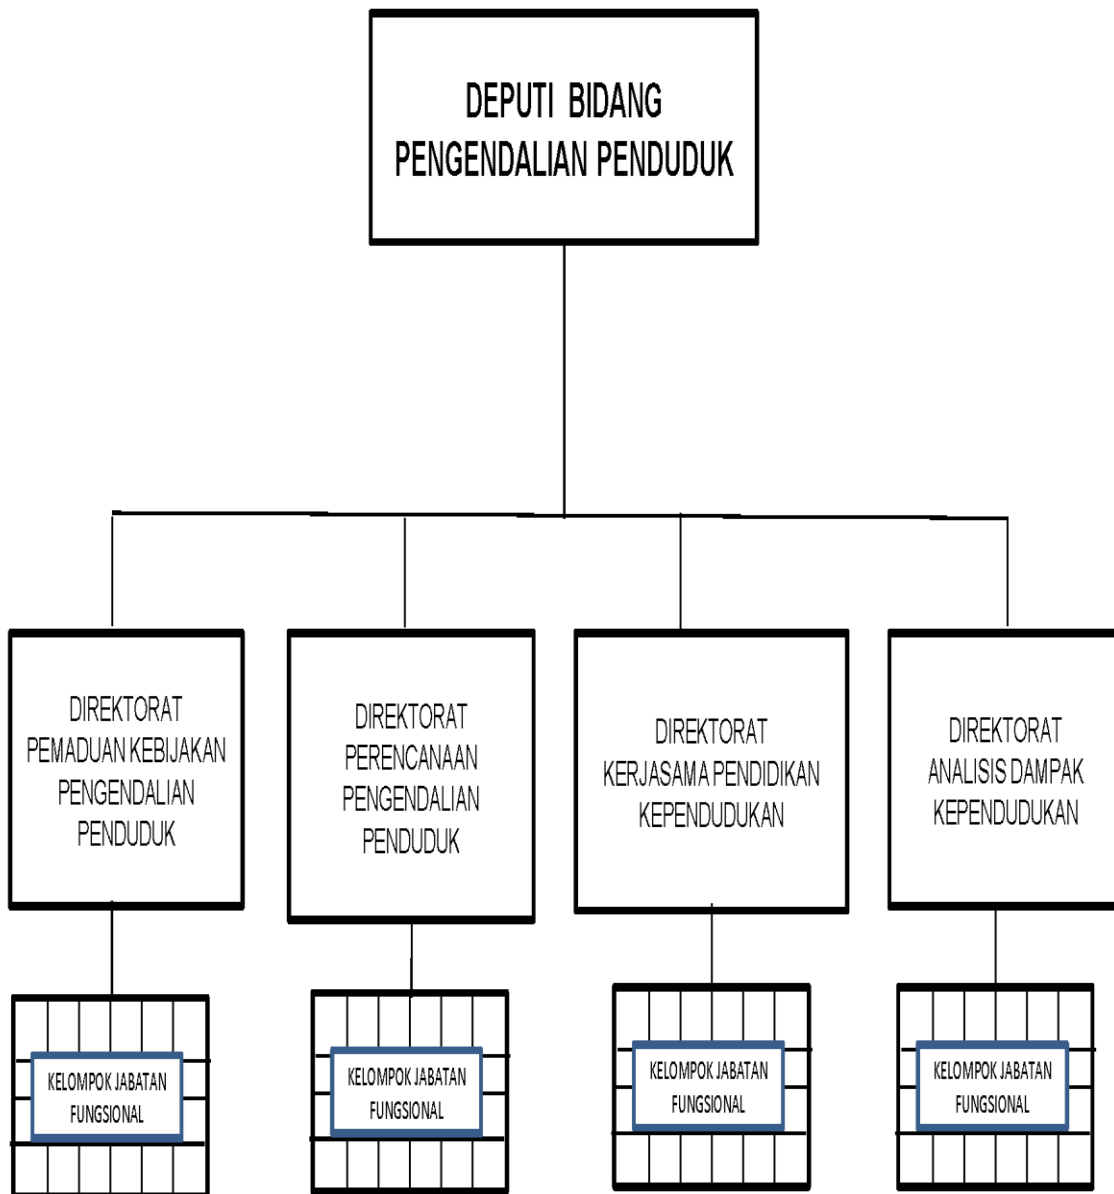 DEPUTI BIDANG
PENGENDALIAN PENDUDUK
DIREKTORAT
PEMADUAN KEBIJAKAN
PENGENDALIAN
PENDUDUK
DIREKTORAT
PERENCANAAN
PENGENDALIAN
PENDUDUK
DIREKTORAT
KERJASAMA PENDIDIKAN
KEPENDUDUKAN
DIREKTORAT
ANALISIS DAMPAK
KEPENDUDUKAN
KELOMPOK JABATAN
FUNGSIONAL
KELOMPOK JABATAN
FUNGSIONAL
KELOMPOK JABATAN
FUNGSIONAL
KELOMPOK JABATAN
FUNGSIONAL